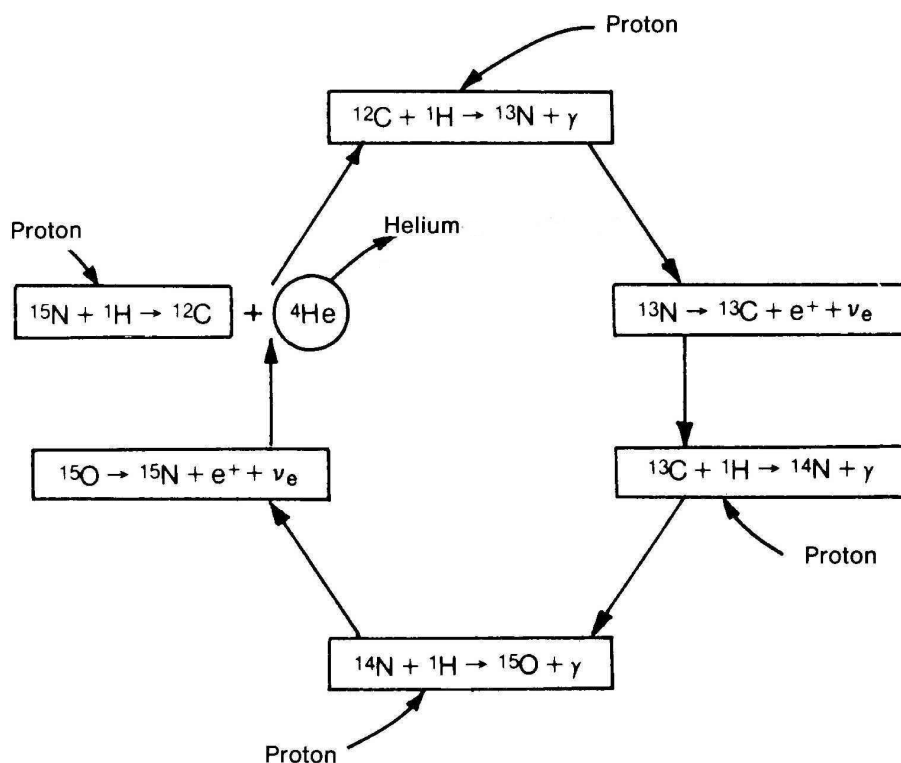 Proton
¹²C + ¹H → ¹³N + γ
Helium
Proton
¹⁵N + ¹H → ¹²C + ⁴He
¹³N → ¹³C + e⁺ + νₑ
¹⁵O → ¹⁵N + e⁺ + νₑ
¹³C + ¹H → ¹⁴N + γ
Proton
¹⁴N + ¹H → ¹⁵O + γ
Proton